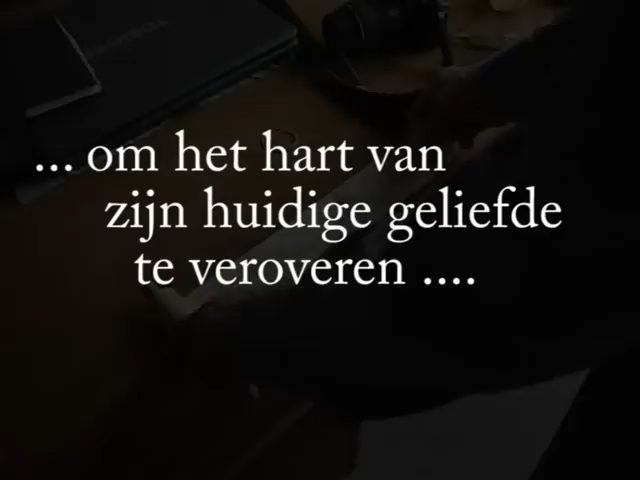 ... om het hart van
zijn huidige geliefde
te veroveren ....